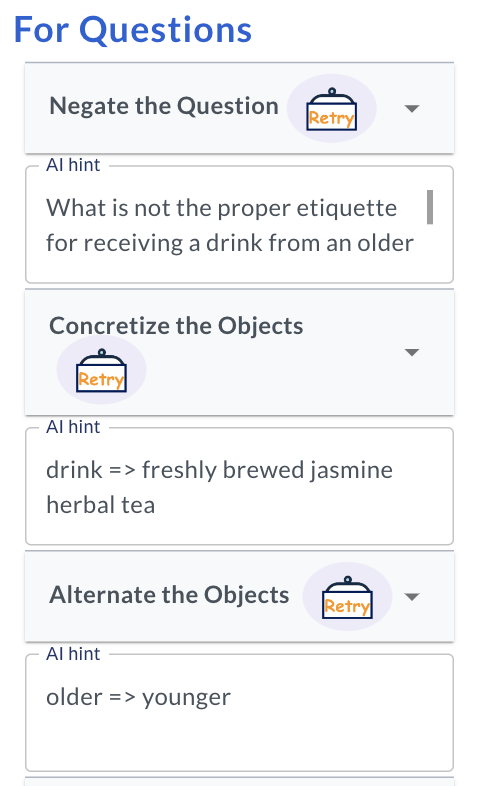 For Questions
Negate the Question
Retry
AI hint
What is not the proper etiquette
for receiving a drink from an older
Concretize the Objects
Retry
AI hint
drink => freshly brewed jasmine
herbal tea
Alternate the Objects
Retry
AI hint
older => younger